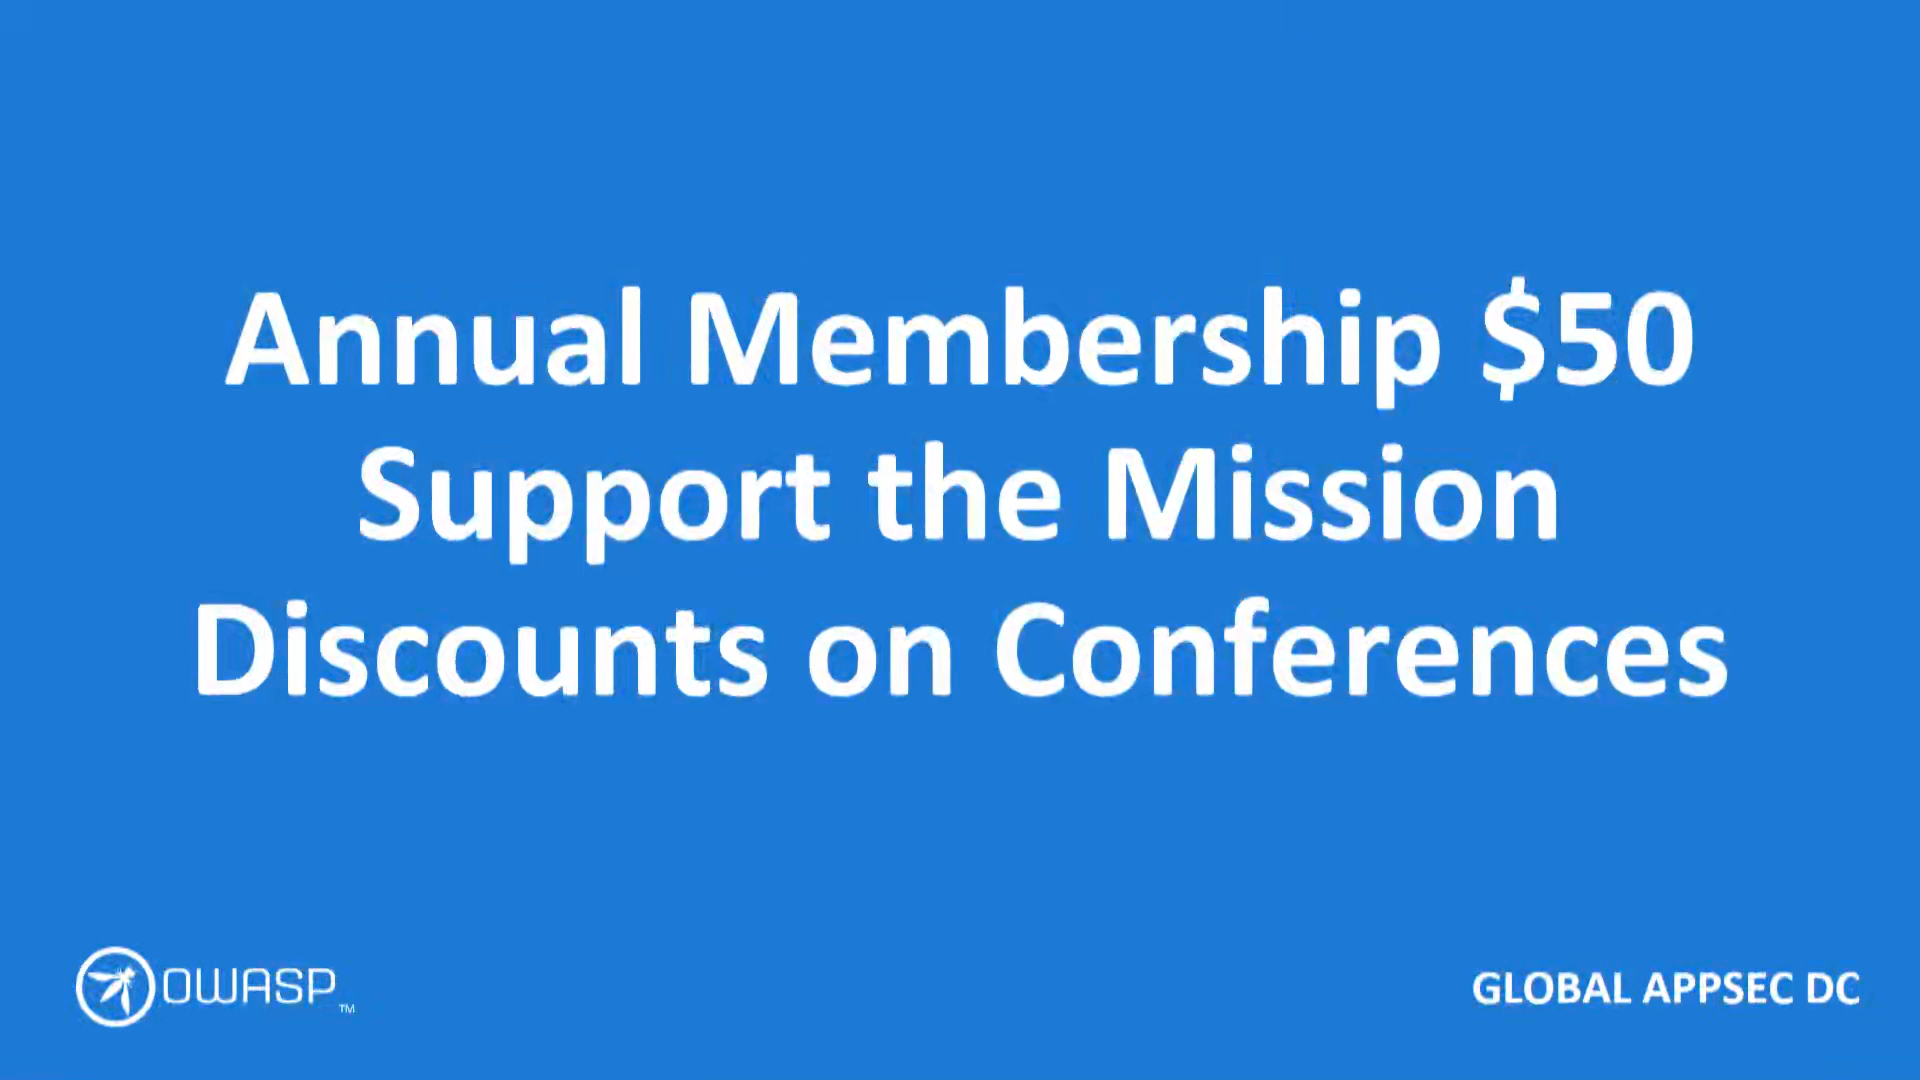 Annual Membership $50
Support the Mission
Discounts on Conferences
OWASP™
GLOBAL APPSEC DC